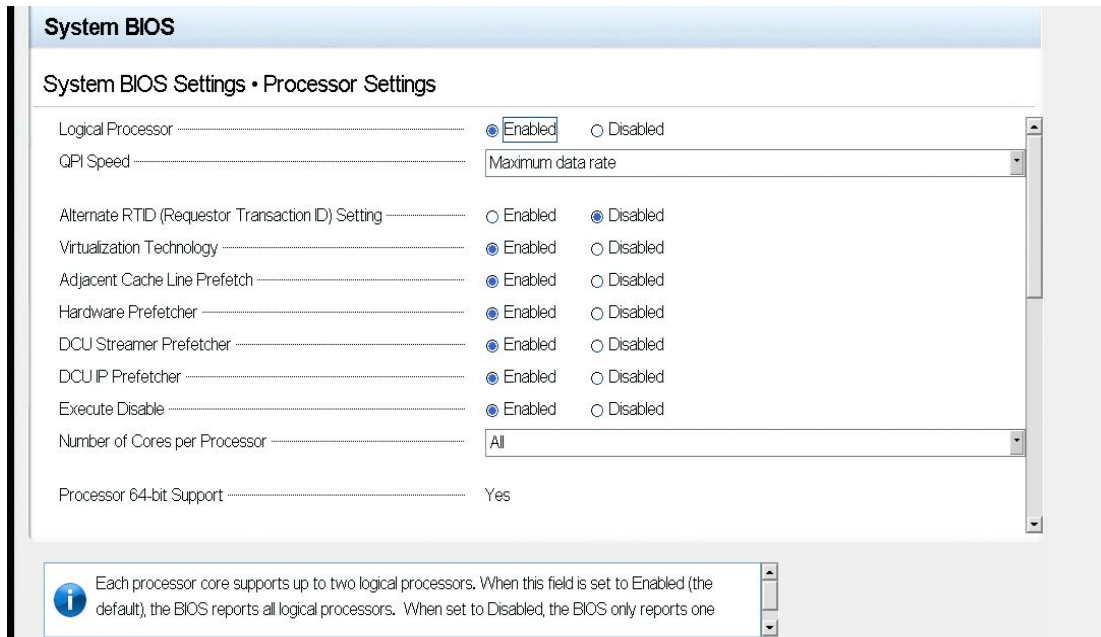 System BIOS
System BIOS Settings • Processor Settings
Logical Processor Enabled Disabled
QPI Speed Maximum data rate
Alternate RTID (Requestor Transaction ID) Setting Enabled Disabled
Virtualization Technology Enabled Disabled
Adjacent Cache Line Prefetch Enabled Disabled
Hardware Prefetcher Enabled Disabled
DCU Streamer Prefetcher Enabled Disabled
DCU IP Prefetcher Enabled Disabled
Execute Disable Enabled Disabled
Number of Cores per Processor All
Processor 64-bit Support Yes
Each processor core supports up to two logical processors. When this field is set to Enabled (the
default), the BIOS reports all logical processors. When set to Disabled, the BIOS only reports one